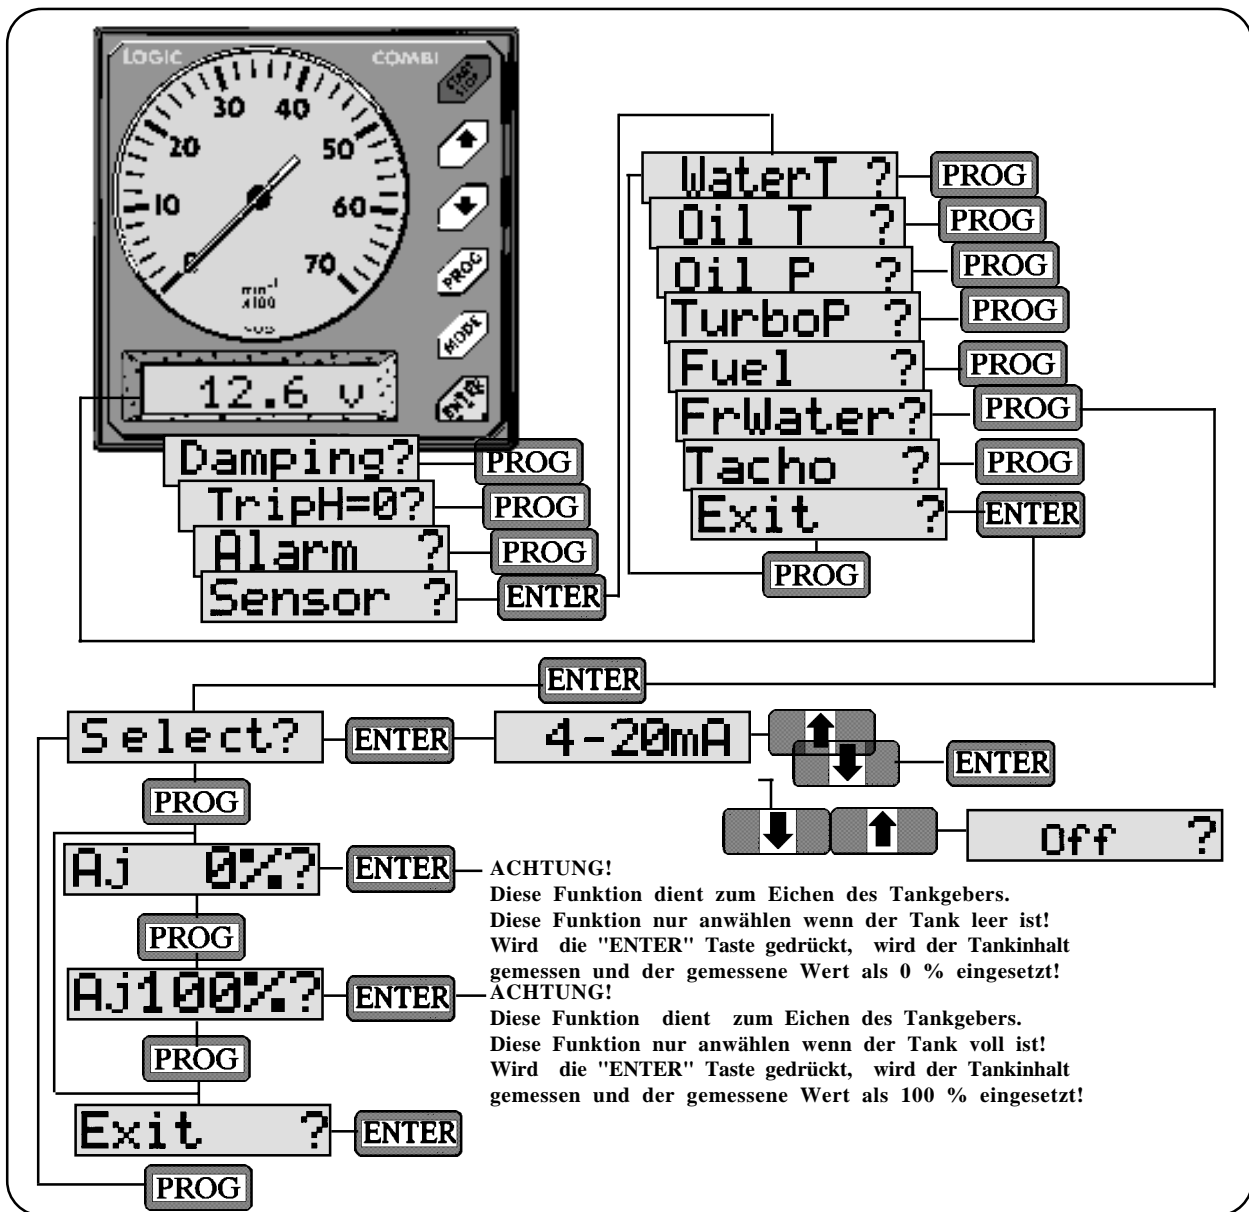 LOGIC COMBI
START STOP
30 40
20 50
10 60
0 70
min-1
x100
VDO
PROG
MODE
ENTER
12.6 v
Damping? PROG
TripH=0? PROG
Alarm ? PROG
Sensor ? ENTER
WaterT ? PROG
Oil T ? PROG
Oil P ? PROG
TurboP ? PROG
Fuel ? PROG
FrWater? PROG
Tacho ? PROG
Exit ? ENTER
PROG
ENTER
Select? ENTER 4-20mA ENTER
PROG
Off ?
Aj 0%? ENTER
ACHTUNG!
Diese Funktion dient zum Eichen des Tankgebers.
Diese Funktion nur anwählen wenn der Tank leer ist!
Wird die "ENTER" Taste gedrückt, wird der Tankinhalt
gemessen und der gemessene Wert als 0 % eingesetzt!
PROG
Aj100%? ENTER
ACHTUNG!
Diese Funktion dient zum Eichen des Tankgebers.
Diese Funktion nur anwählen wenn der Tank voll ist!
Wird die "ENTER" Taste gedrückt, wird der Tankinhalt
gemessen und der gemessene Wert als 100 % eingesetzt!
PROG
Exit ? ENTER
PROG